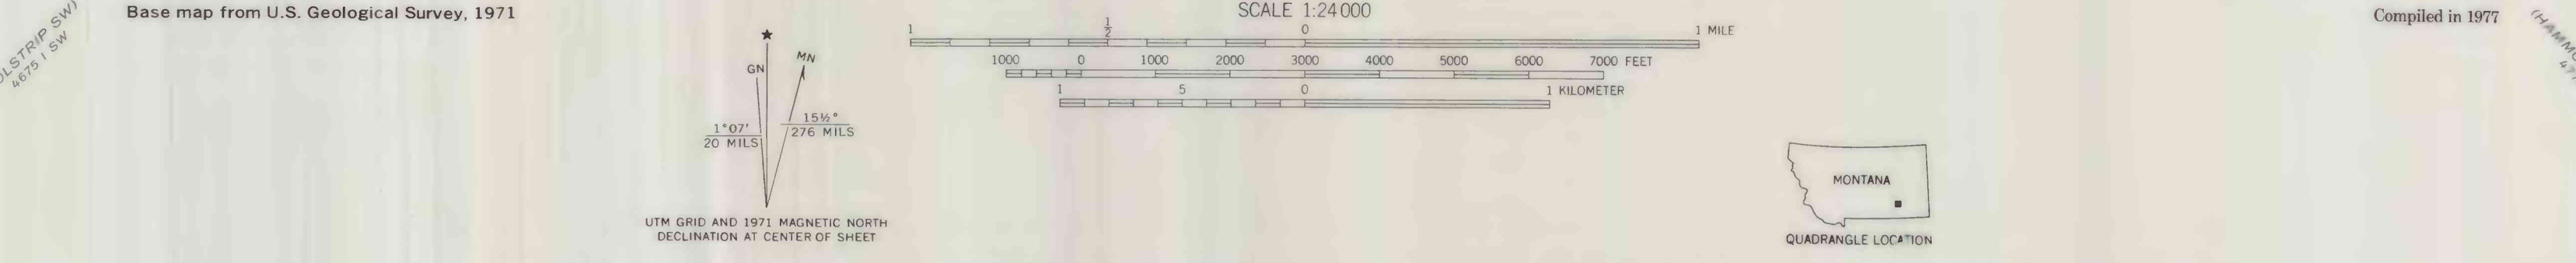 Base map from U.S. Geological Survey, 1971
SCALE 1:24 000
Compiled in 1977
SW)
4675 I SW
1 ½ 0 1 MILE
1000 0 1000 2000 3000 4000 5000 6000 7000 FEET
1 5 0 1 KILOMETER
★
GN
MN
1°07'
20 MILS
15½°
276 MILS
UTM GRID AND 1971 MAGNETIC NORTH
DECLINATION AT CENTER OF SHEET
MONTANA
QUADRANGLE LOCATION